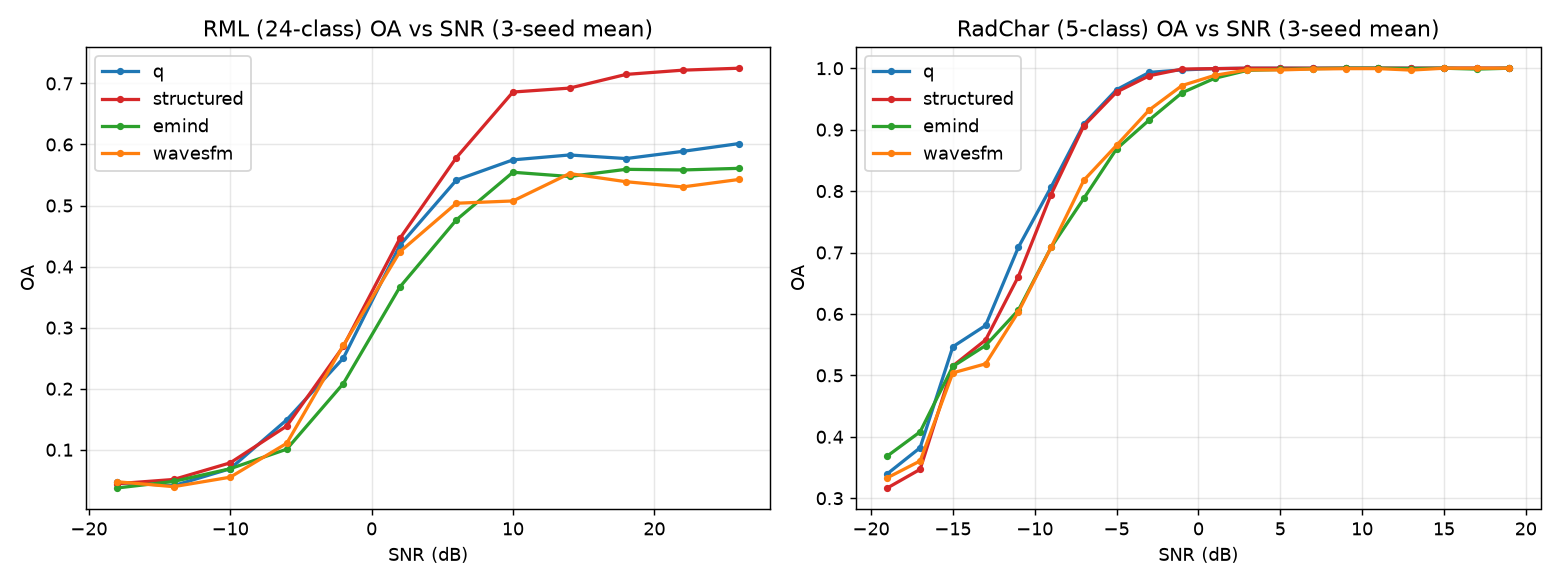 RML (24-class) OA vs SNR (3-seed mean)
q
structured
emind
wavesfm
0.7
0.6
0.5
0.4
0.3
0.2
0.1
OA
−20
−10
0
10
20
SNR (dB)
RadChar (5-class) OA vs SNR (3-seed mean)
q
structured
emind
wavesfm
1.0
0.9
0.8
0.7
0.6
0.5
0.4
0.3
OA
−20
−15
−10
−5
0
5
10
15
20
SNR (dB)